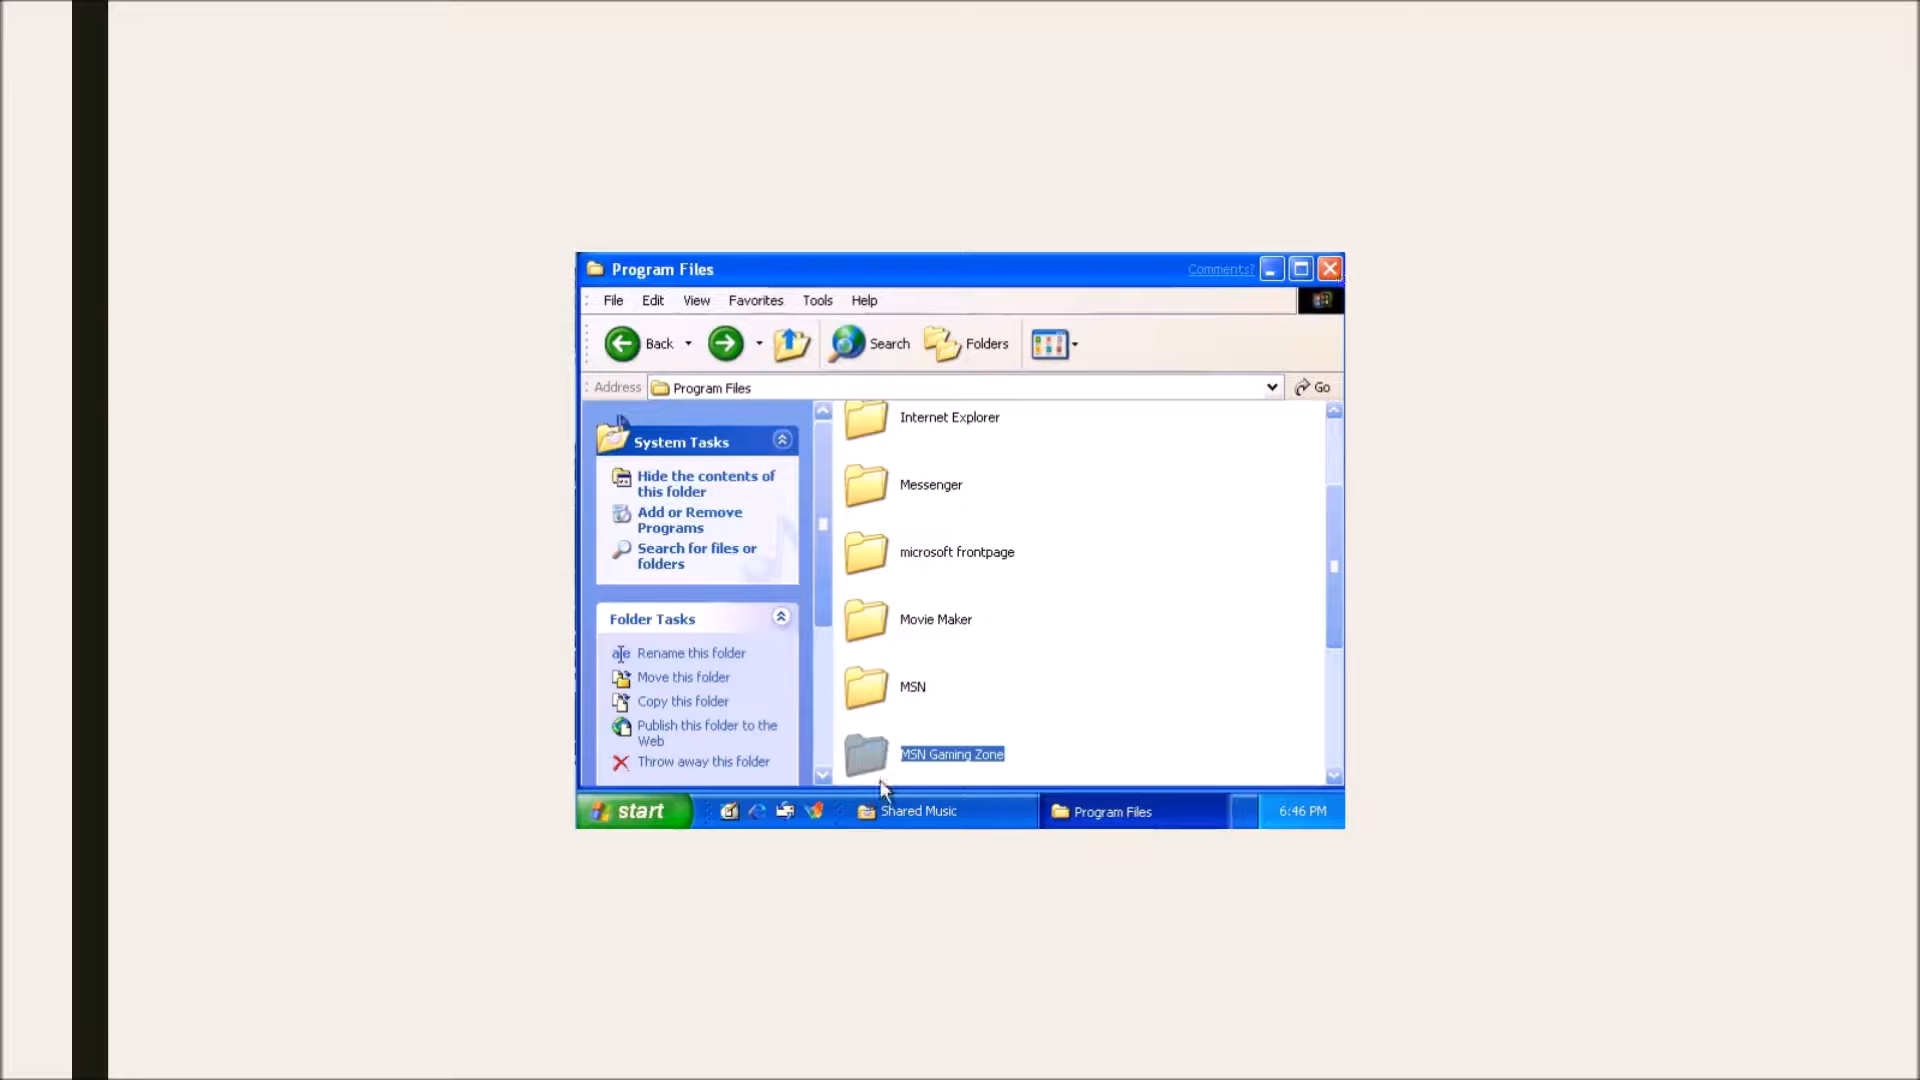 Program Files
Comments?
File Edit View Favorites Tools Help
Back Search Folders
Address Program Files Go
System Tasks
Hide the contents of
this folder
Add or Remove
Programs
Search for files or
folders
Folder Tasks
Rename this folder
Move this folder
Copy this folder
Publish this folder to the
Web
Throw away this folder
Internet Explorer
Messenger
microsoft frontpage
Movie Maker
MSN
MSN Gaming Zone
start Shared Music Program Files 6:46 PM